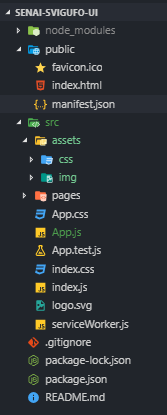 SENAI-SVIGUFO-UI
node_modules
public
favicon.ico
index.html
manifest.json
src
assets
css
img
pages
App.css
App.js
App.test.js
index.css
index.js
logo.svg
serviceWorker.js
.gitignore
package-lock.json
package.json
README.md